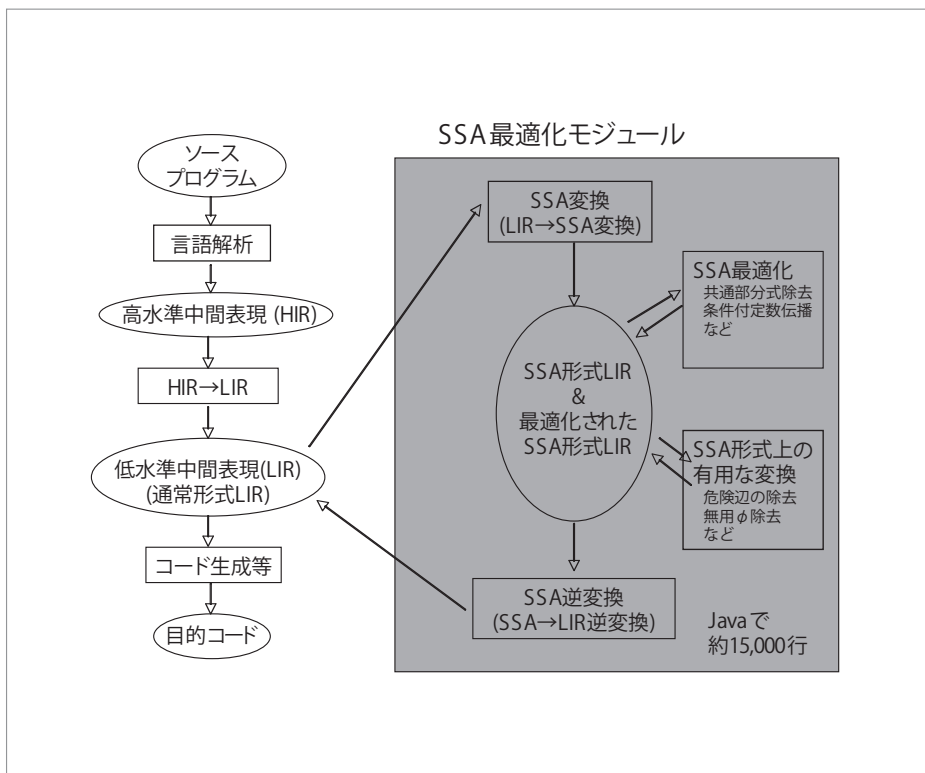 ソース
プログラム
言語解析
高水準中間表現 (HIR)
HIR→LIR
低水準中間表現(LIR)
(通常形式LIR)
コード生成等
目的コード
SSA最適化モジュール
SSA変換
(LIR→SSA変換)
SSA最適化
共通部分式除去
条件付定数伝播
など
SSA形式LIR
&
最適化された
SSA形式LIR
SSA形式上の
有用な変換
危険辺の除去
無用φ除去
など
SSA逆変換
(SSA→LIR逆変換)
Javaで
約15,000行